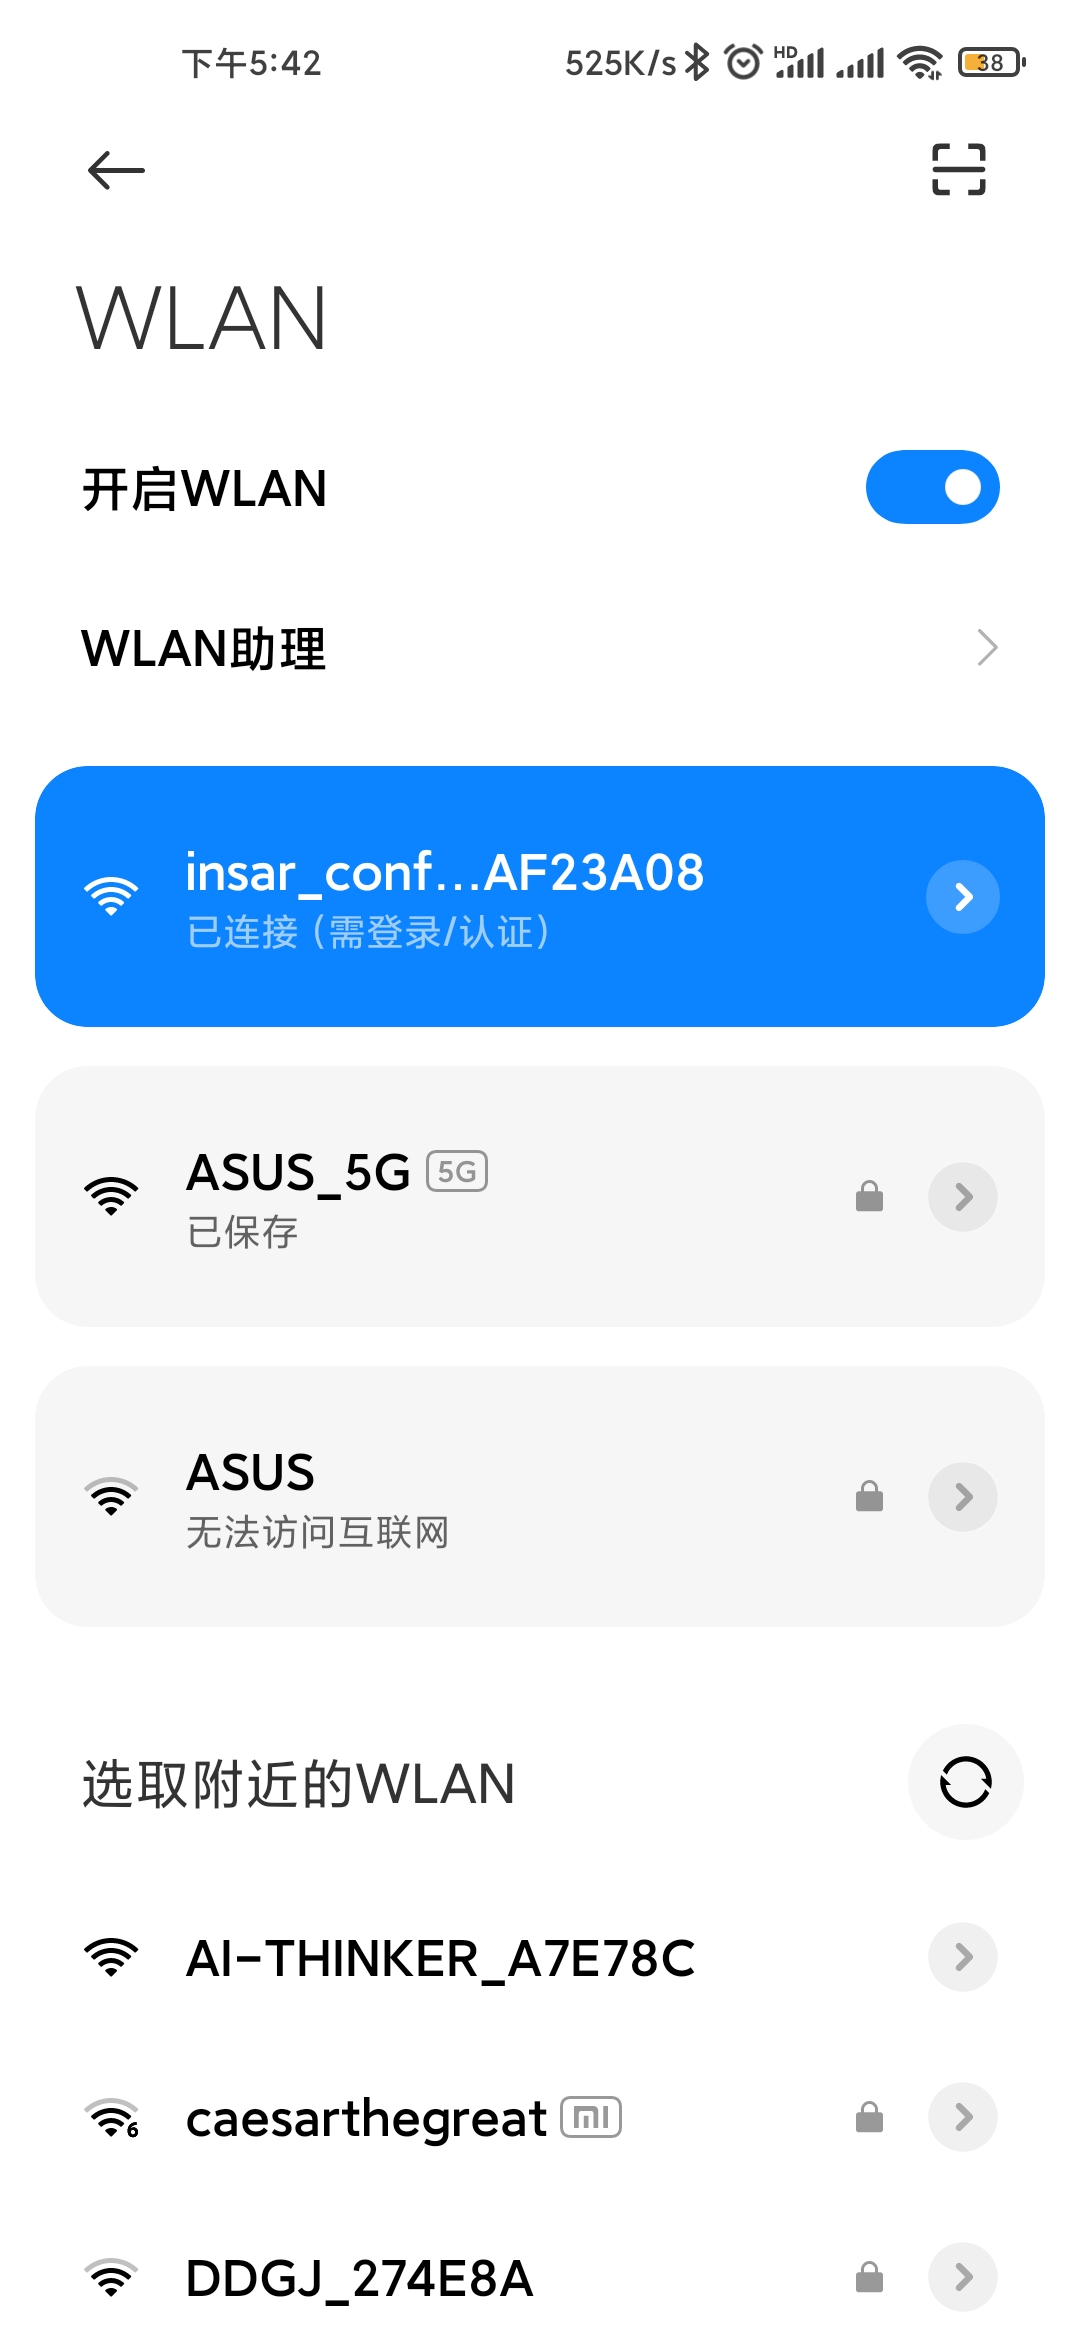 下午5:42
525K/s HD 38
WLAN
开启WLAN
WLAN助理
insar_conf...AF23A08
已连接（需登录/认证）
ASUS_5G 5G
已保存
ASUS
无法访问互联网
选取附近的WLAN
AI-THINKER_A7E78C
6
caesarthegreat MI
DDGJ_274E8A